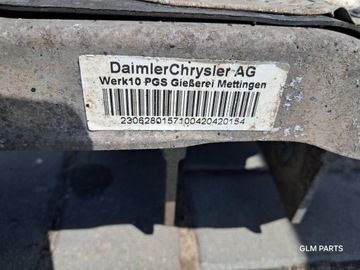 DaimlerChrysler AG
Werk10 PGS Gießerei Mettingen
2306280157100420420154
GLM PARTS